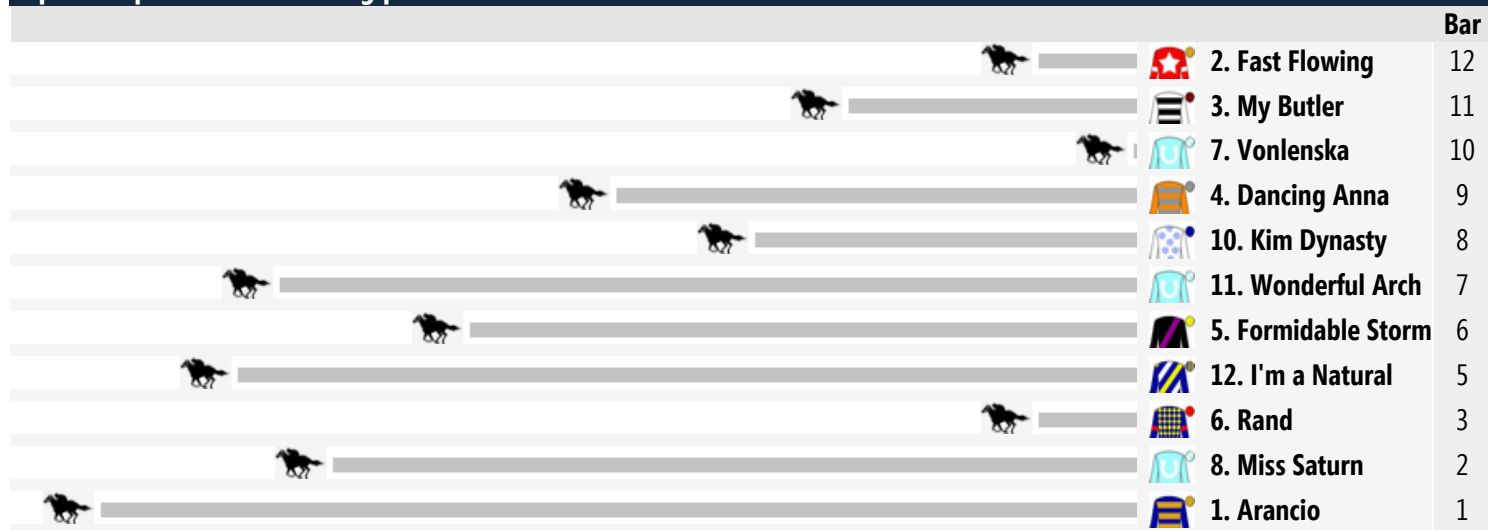 Bar
2. Fast Flowing 12
3. My Butler 11
7. Vonlenska 10
4. Dancing Anna 9
10. Kim Dynasty 8
11. Wonderful Arch 7
5. Formidable Storm 6
12. I'm a Natural 5
6. Rand 3
8. Miss Saturn 2
1. Arancio 1